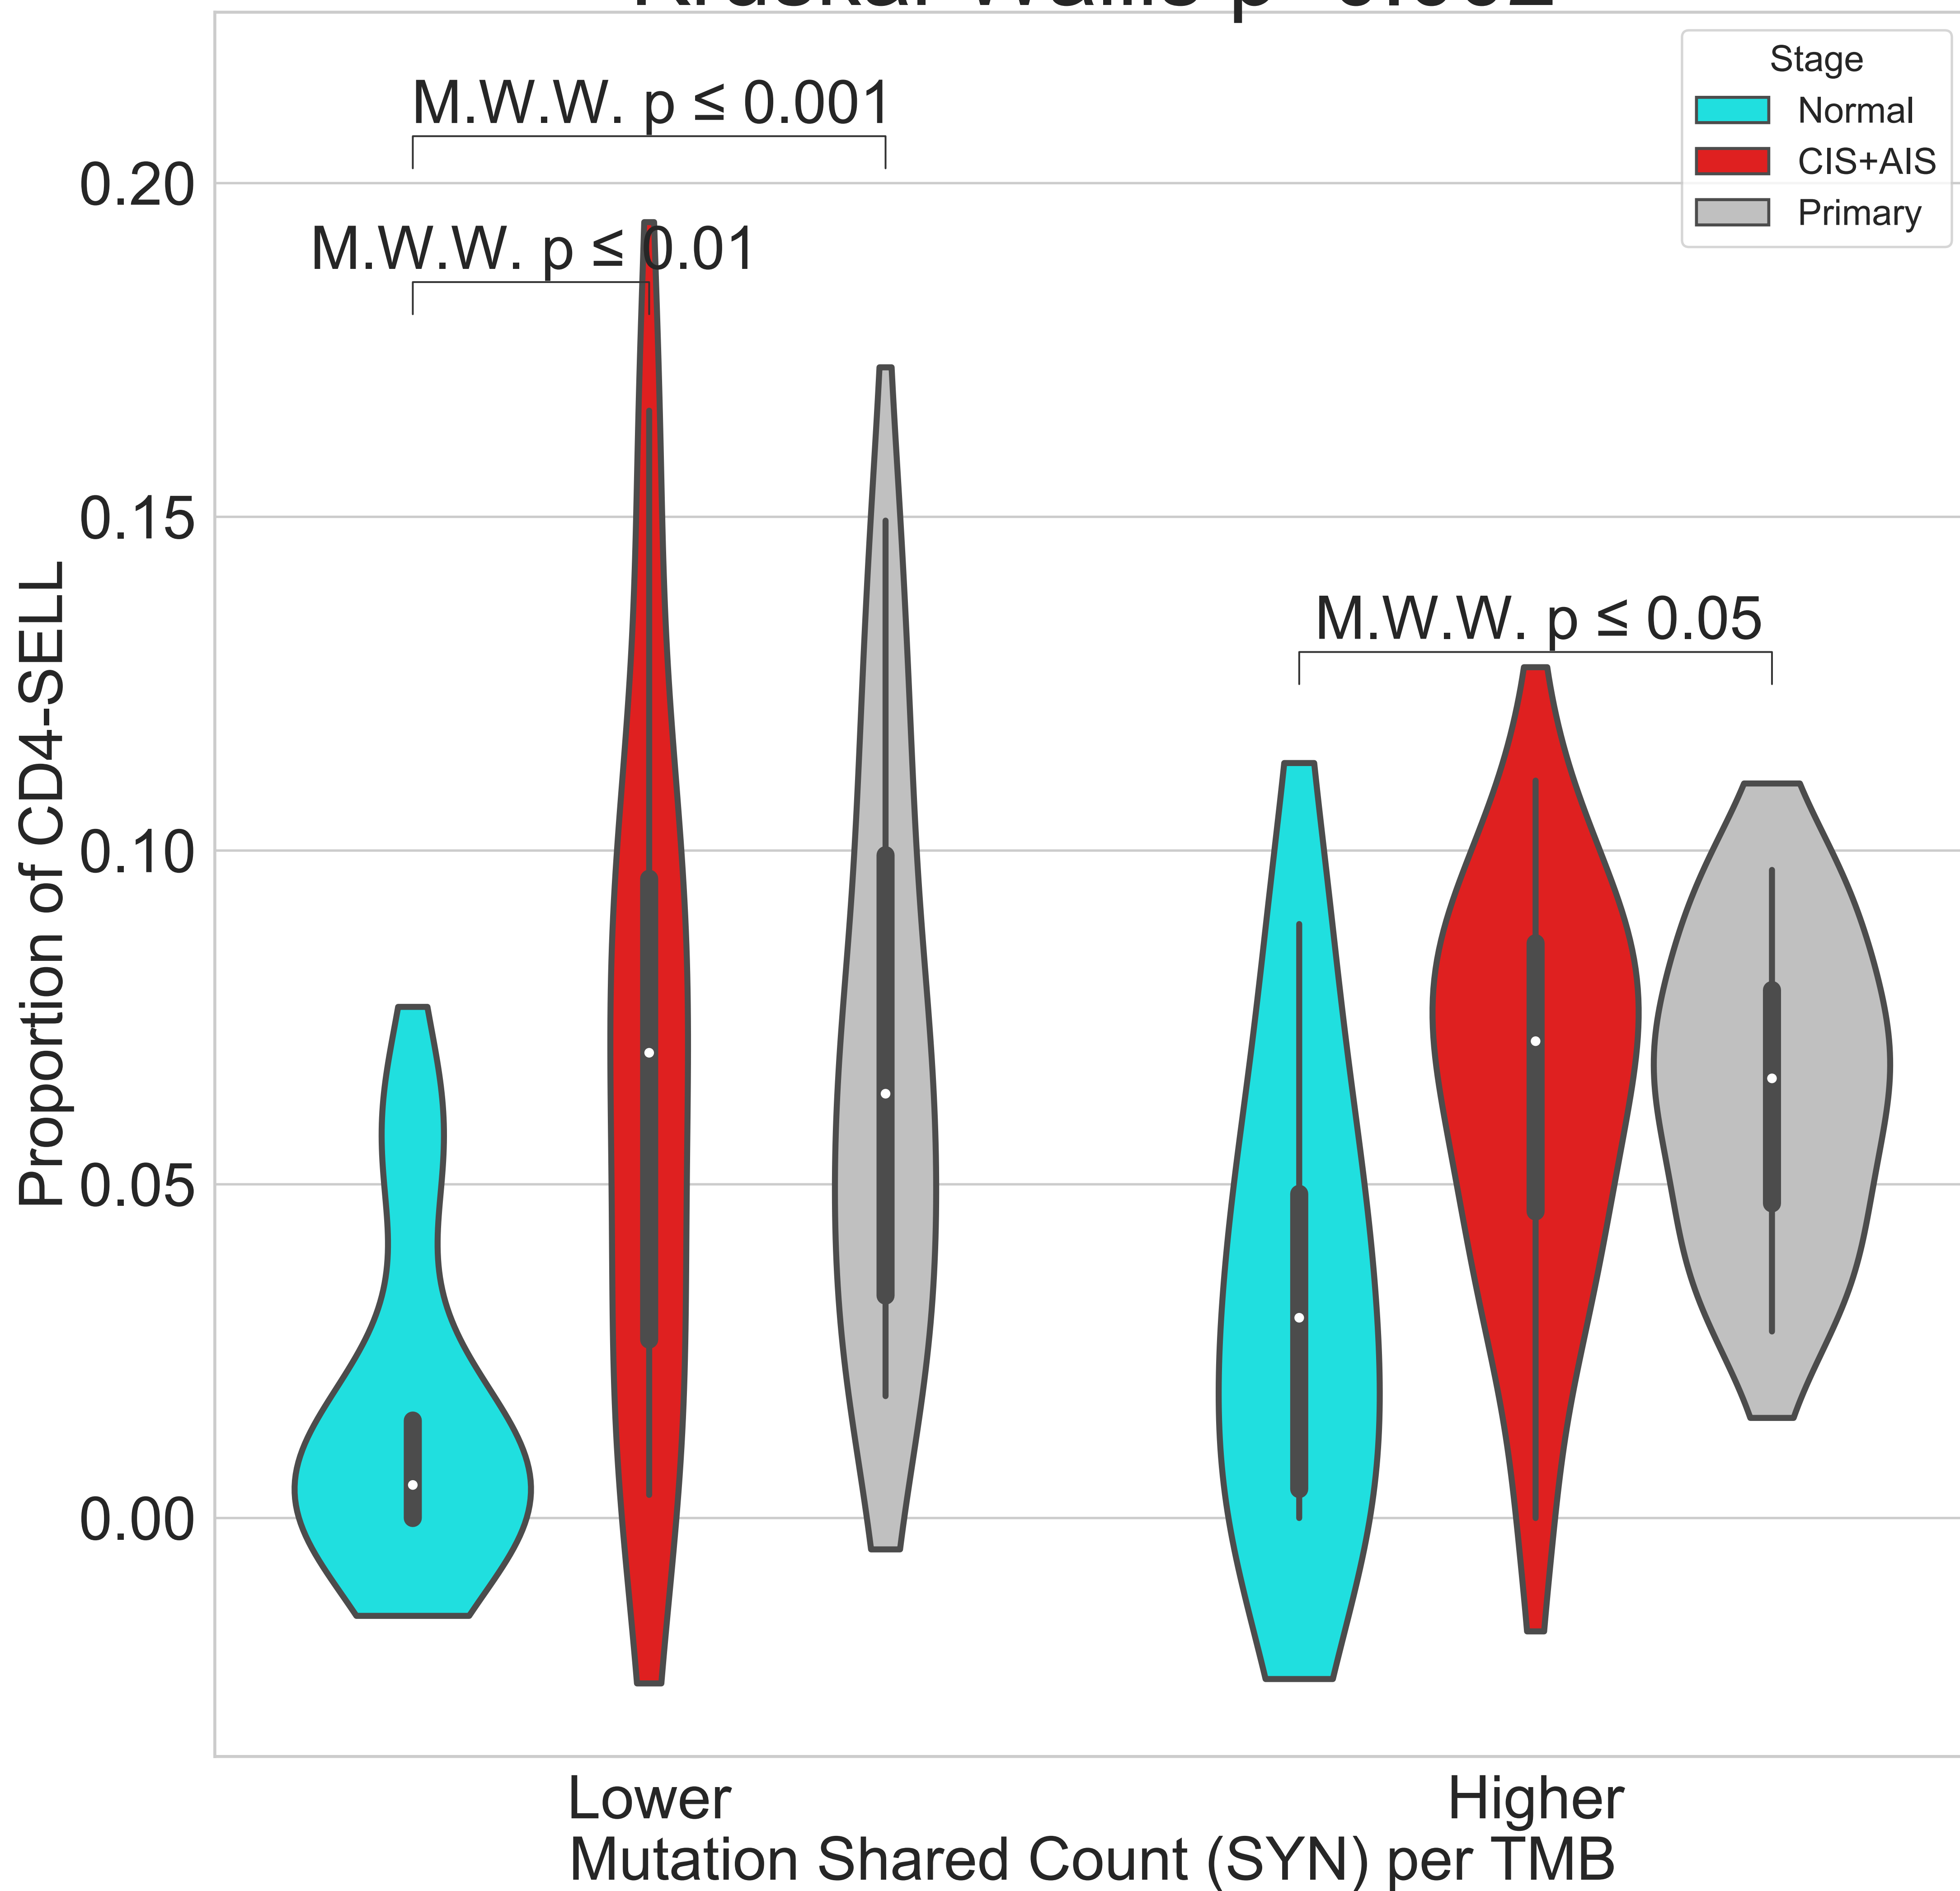 M.W.W. p ≤ 0.001
M.W.W. p ≤ 0.01
M.W.W. p ≤ 0.05
Stage
Normal
CIS+AIS
Primary
Proportion of CD4-SELL
0.20
0.15
0.10
0.05
0.00
Lower
Higher
Mutation Shared Count (SYN) per TMB